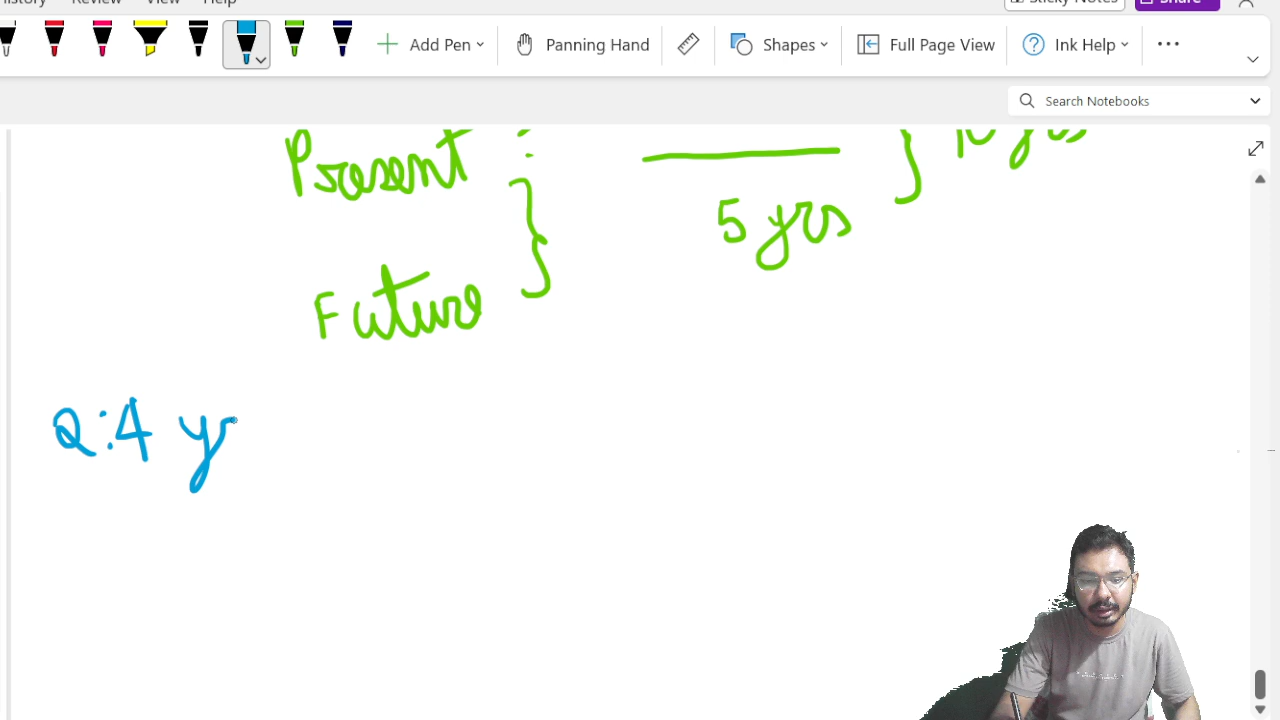 History Review View Help Sticky Notes Share
Add Pen Panning Hand Shapes Full Page View Ink Help
Search Notebooks
Present :
5 yrs
Future
Q:4 yr